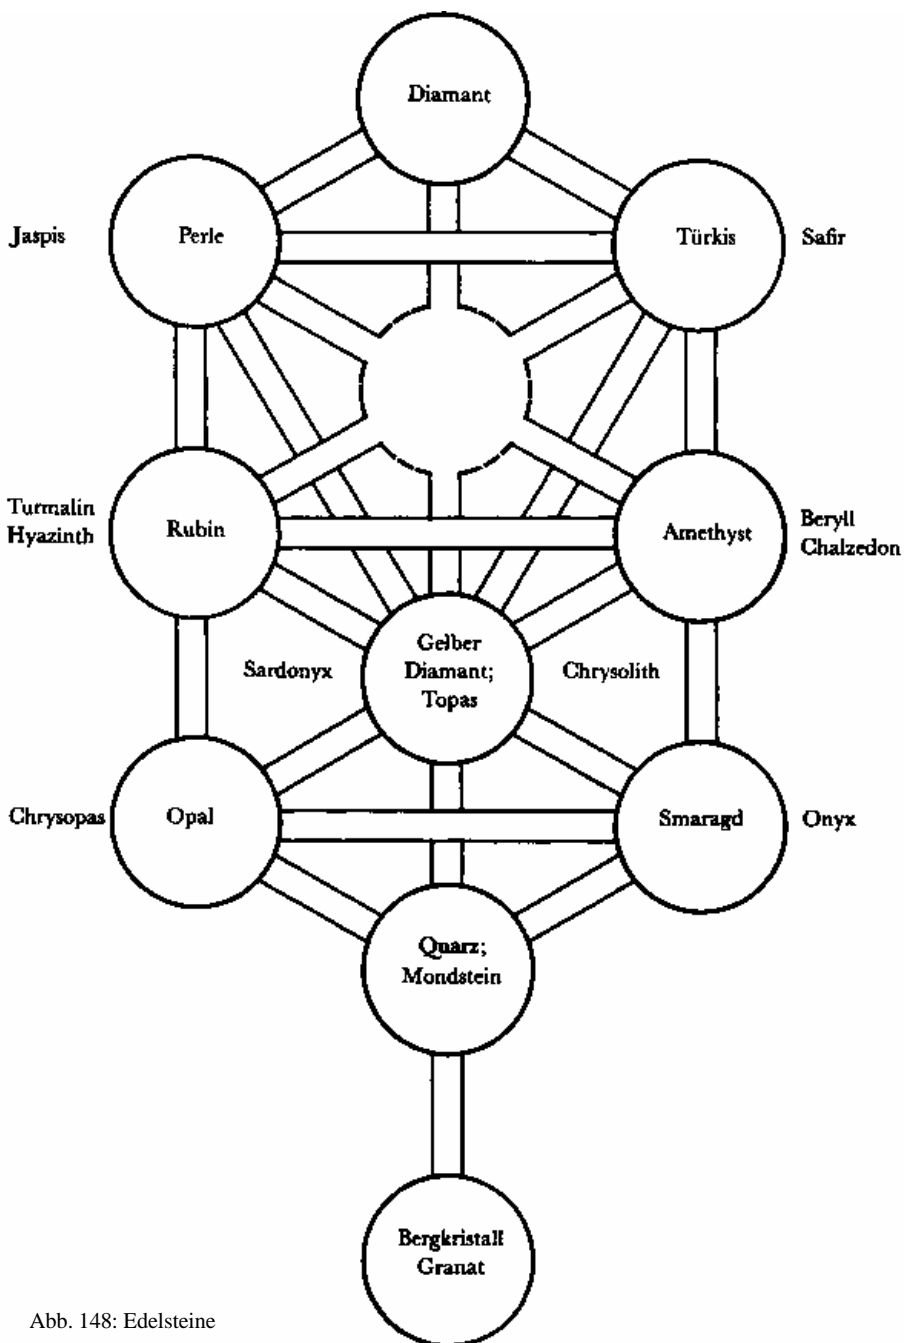 Diamant
Jaspis
Perle
Türkis
Safir
Turmalin
Hyazinth
Rubin
Amethyst
Beryll
Chalzedon
Sardonyx
Gelber
Diamant;
Topas
Chrysolith
Chrysopas
Opal
Smaragd
Onyx
Quarz;
Mondstein
Bergkristall
Granat
Abb. 148: Edelsteine